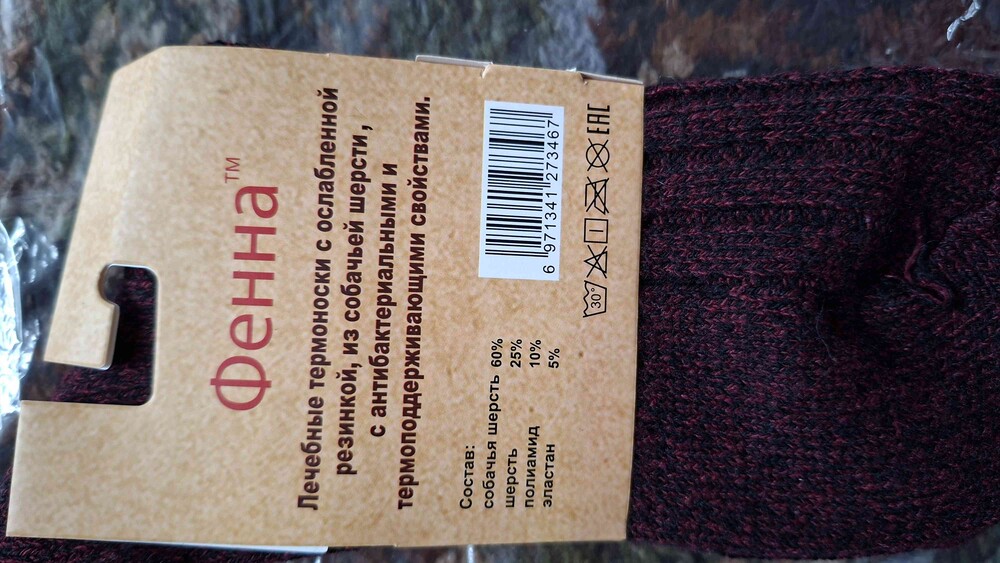 Фенна™
Лечебные термоноски с ослабленной
резинкой, из собачьей шерсти,
с антибактериальными и
термоподдерживающими свойствами.
Состав:
собачья шерсть 60%
шерсть 25%
полиамид 10%
эластан 5%
6 971341 273467
30° EAC